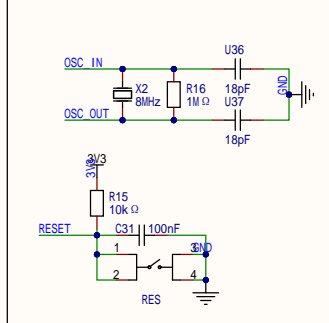 U36
OSC_IN
X2
8MHz
R16
1MΩ
18pF
U37
GND
OSC_OUT
18pF
3V3
3V3
R15
10kΩ
RESET
C31
100nF
1
3
GND
2
4
RES